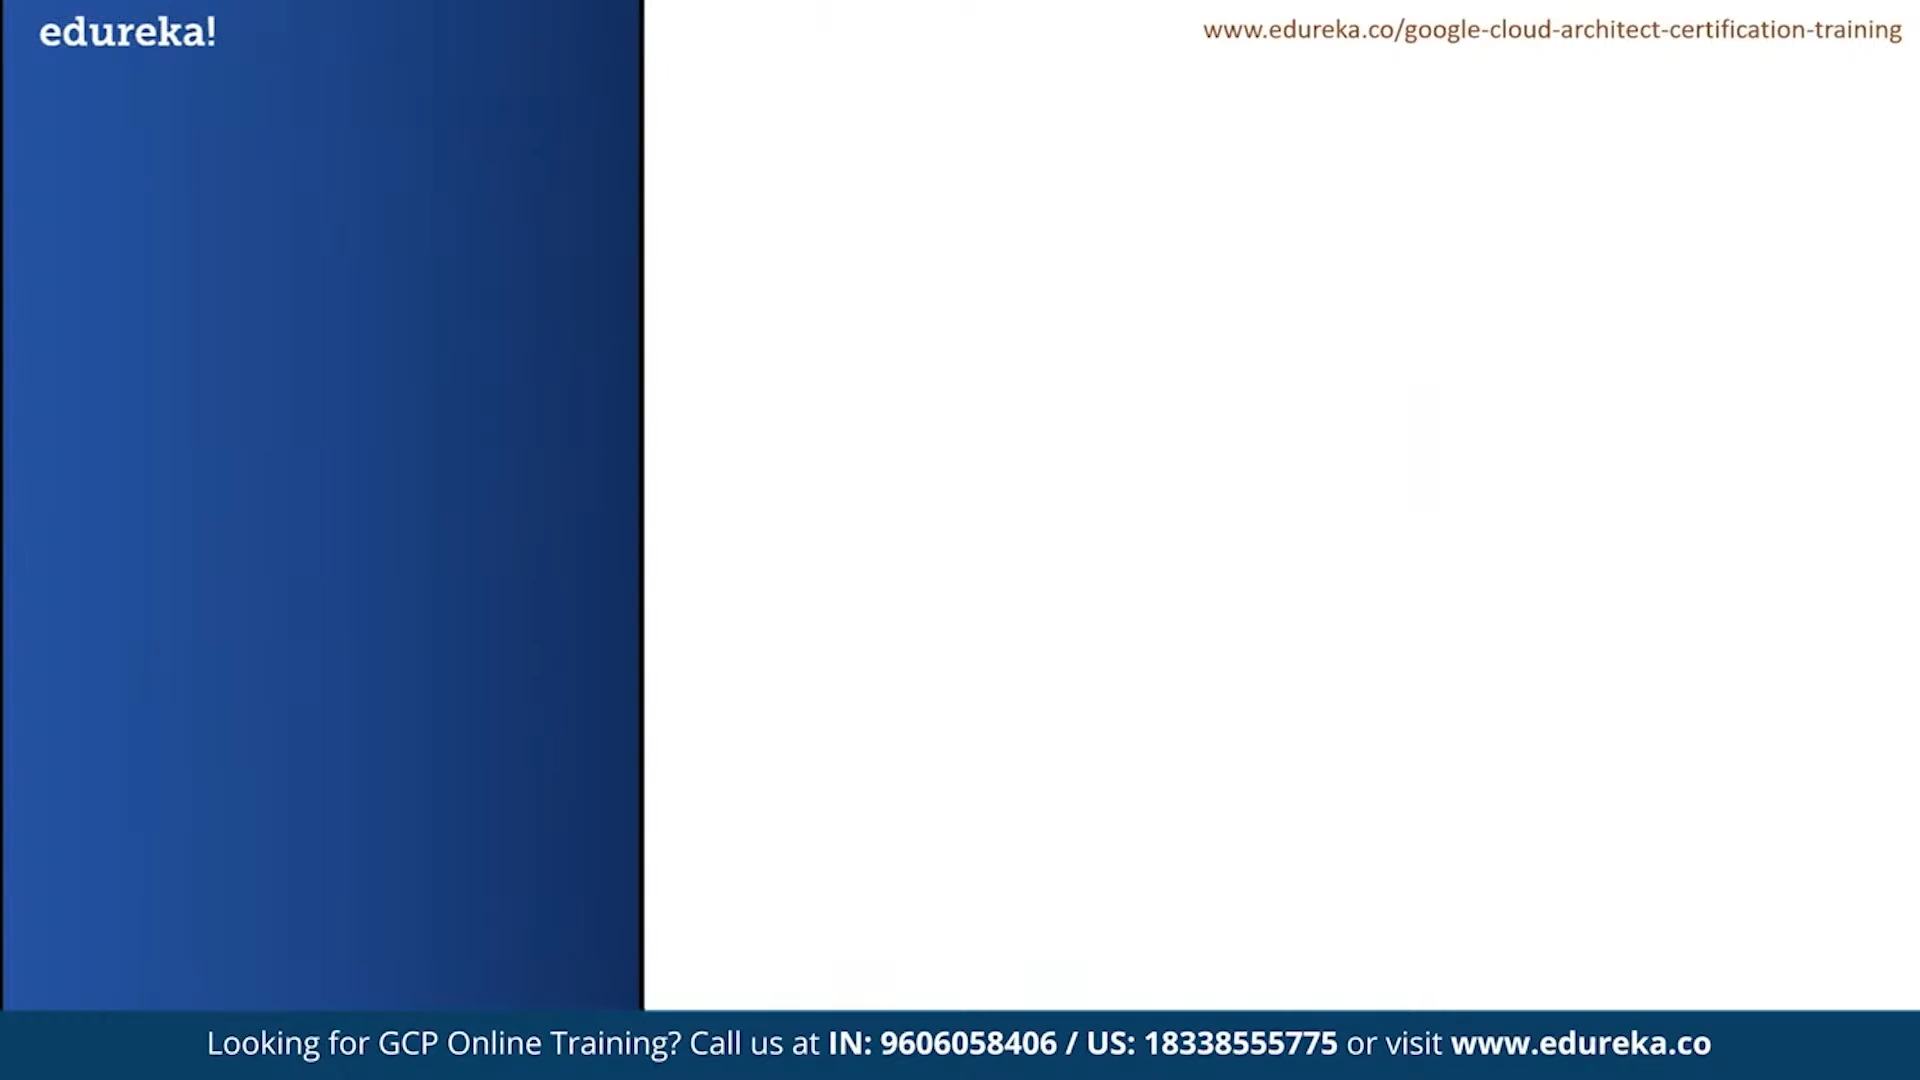 edureka!
www.edureka.co/google-cloud-architect-certification-training
Looking for GCP Online Training? Call us at IN: 9606058406 / US: 18338555775 or visit www.edureka.co